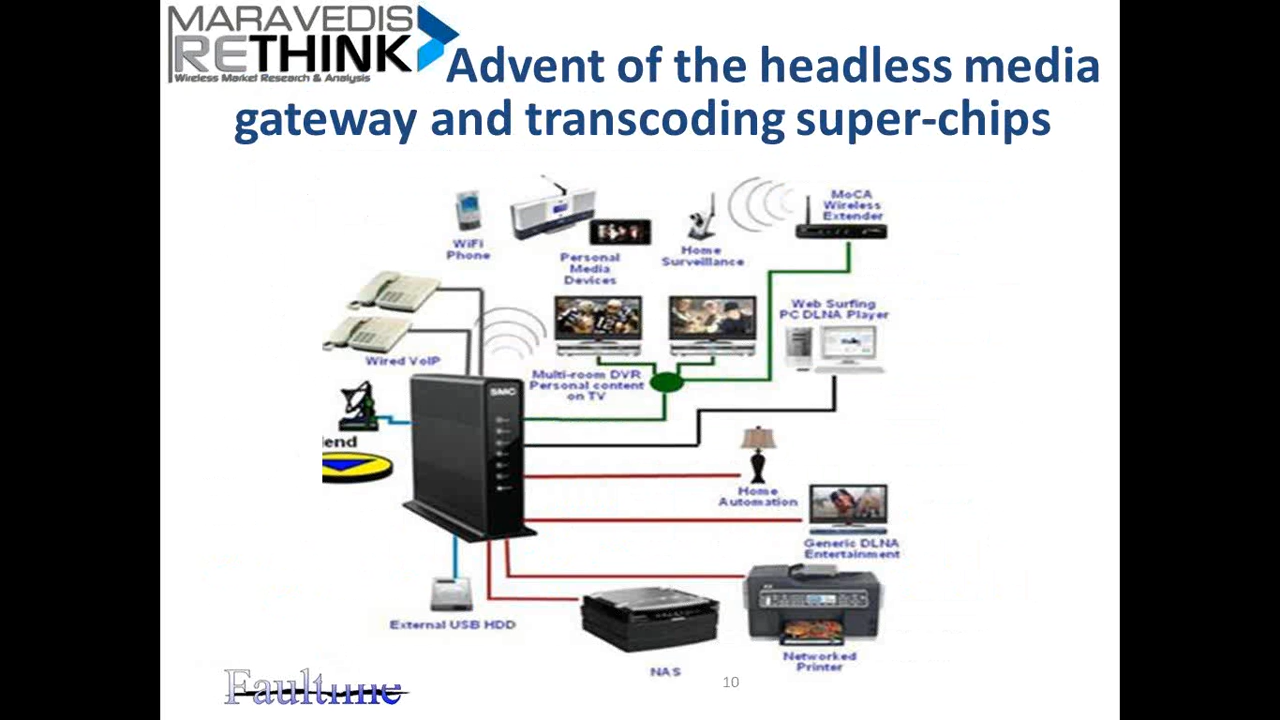 MARAVEDIS
RETHINK
Wireless Market Research & Analysis
Advent of the headless media
gateway and transcoding super-chips
MoCA
Wireless
Extender
WiFi
Phone
Personal
Media
Devices
Home
Surveillance
Web Surfing
PC DLNA Player
Wired VoIP
Multi-room DVR
Personal content
on TV
SMC
lend
Home
Automation
Generic DLNA
Entertainment
External USB HDD
Networked
Printer
NAS
Faultline
10